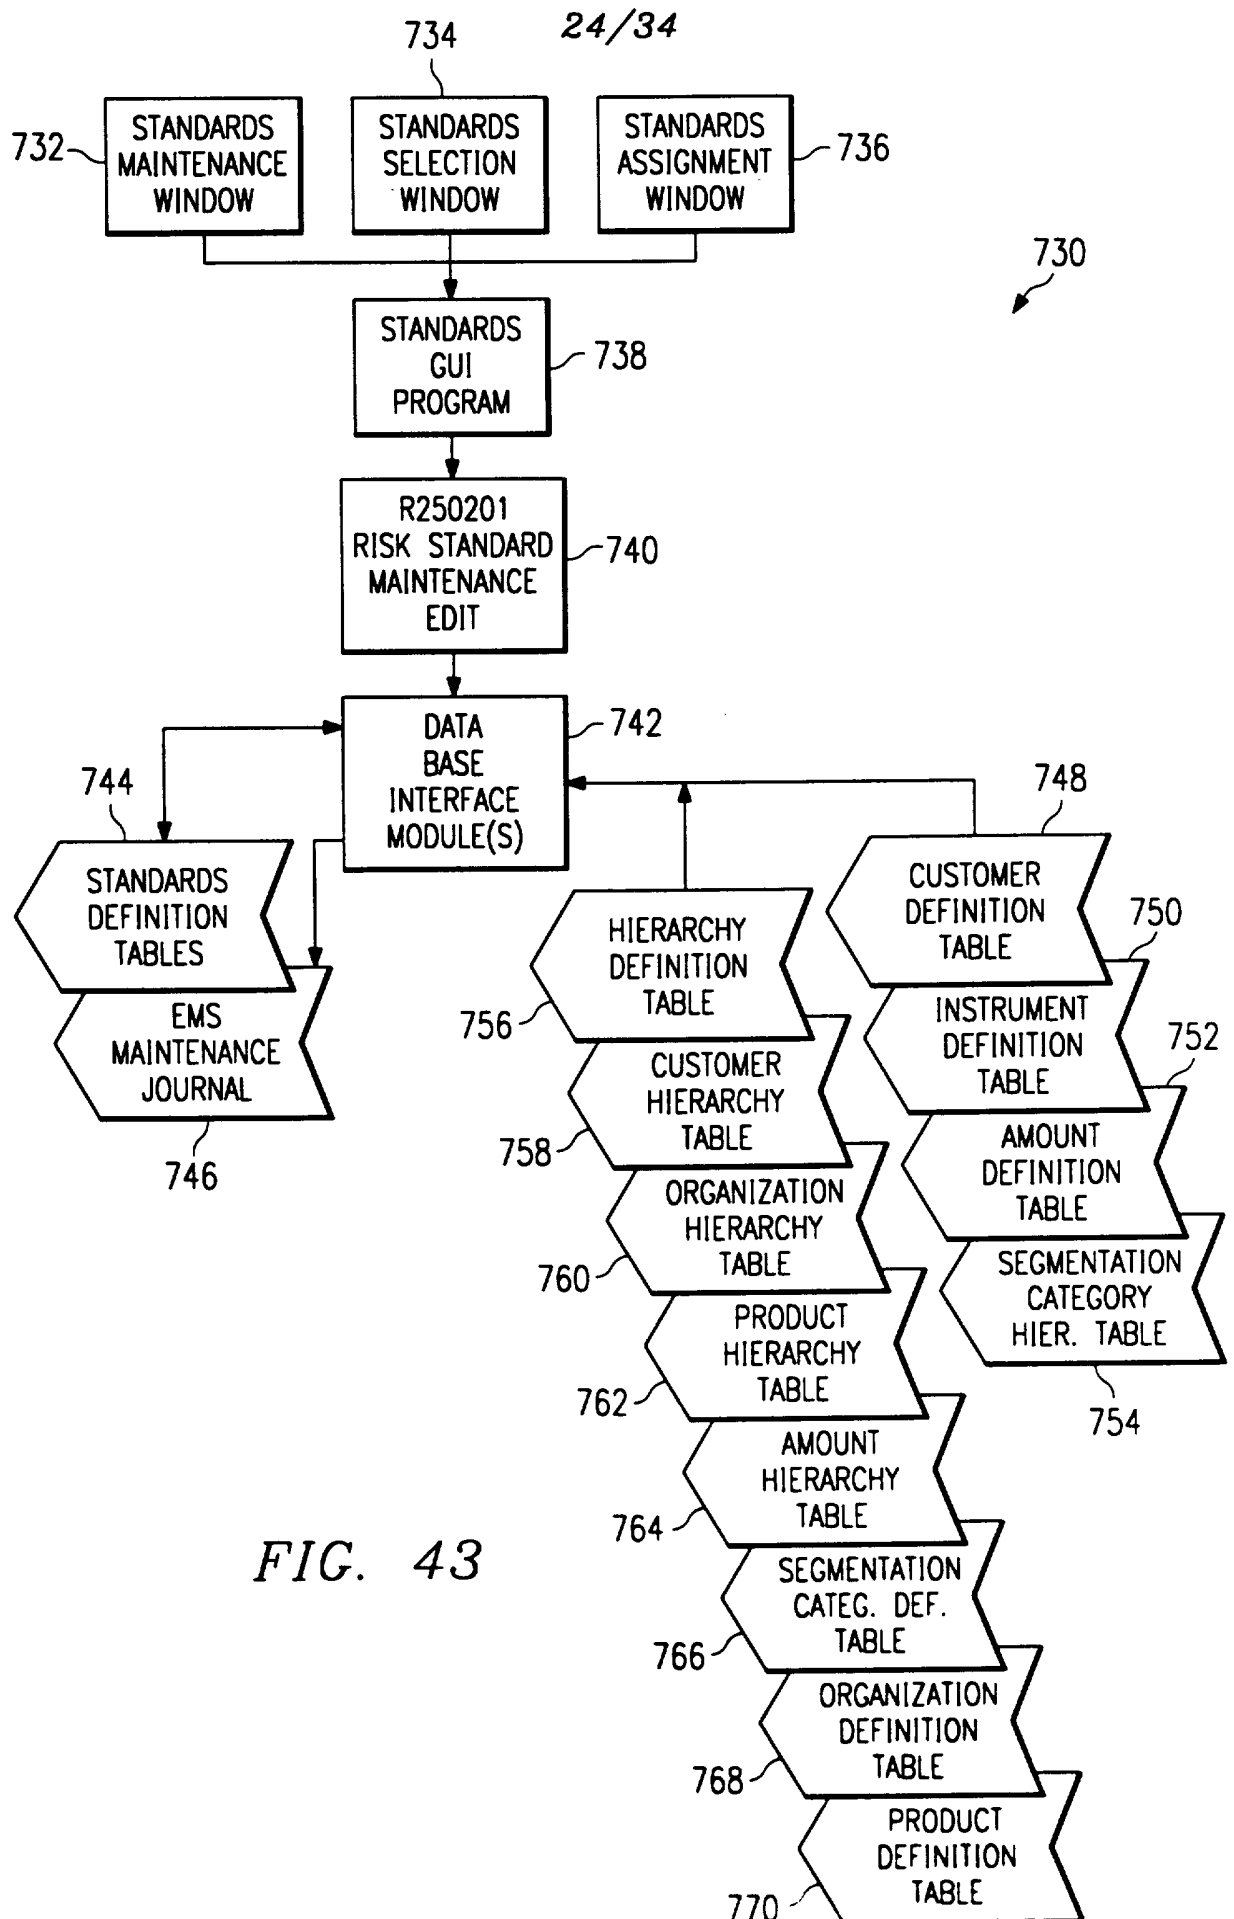 24/34
734
732
STANDARDS
MAINTENANCE
WINDOW
STANDARDS
SELECTION
WINDOW
STANDARDS
ASSIGNMENT
WINDOW
736
730
STANDARDS
GUI
PROGRAM
738
R250201
RISK STANDARD
MAINTENANCE
EDIT
740
DATA
BASE
INTERFACE
MODULE(S)
742
744
STANDARDS
DEFINITION
TABLES
EMS
MAINTENANCE
JOURNAL
746
748
CUSTOMER
DEFINITION
TABLE
750
INSTRUMENT
DEFINITION
TABLE
752
AMOUNT
DEFINITION
TABLE
SEGMENTATION
CATEGORY
HIER. TABLE
754
HIERARCHY
DEFINITION
TABLE
756
CUSTOMER
HIERARCHY
TABLE
758
ORGANIZATION
HIERARCHY
TABLE
760
PRODUCT
HIERARCHY
TABLE
762
AMOUNT
HIERARCHY
TABLE
764
SEGMENTATION
CATEG. DEF.
TABLE
766
ORGANIZATION
DEFINITION
TABLE
768
PRODUCT
DEFINITION
TABLE
770
FIG. 43